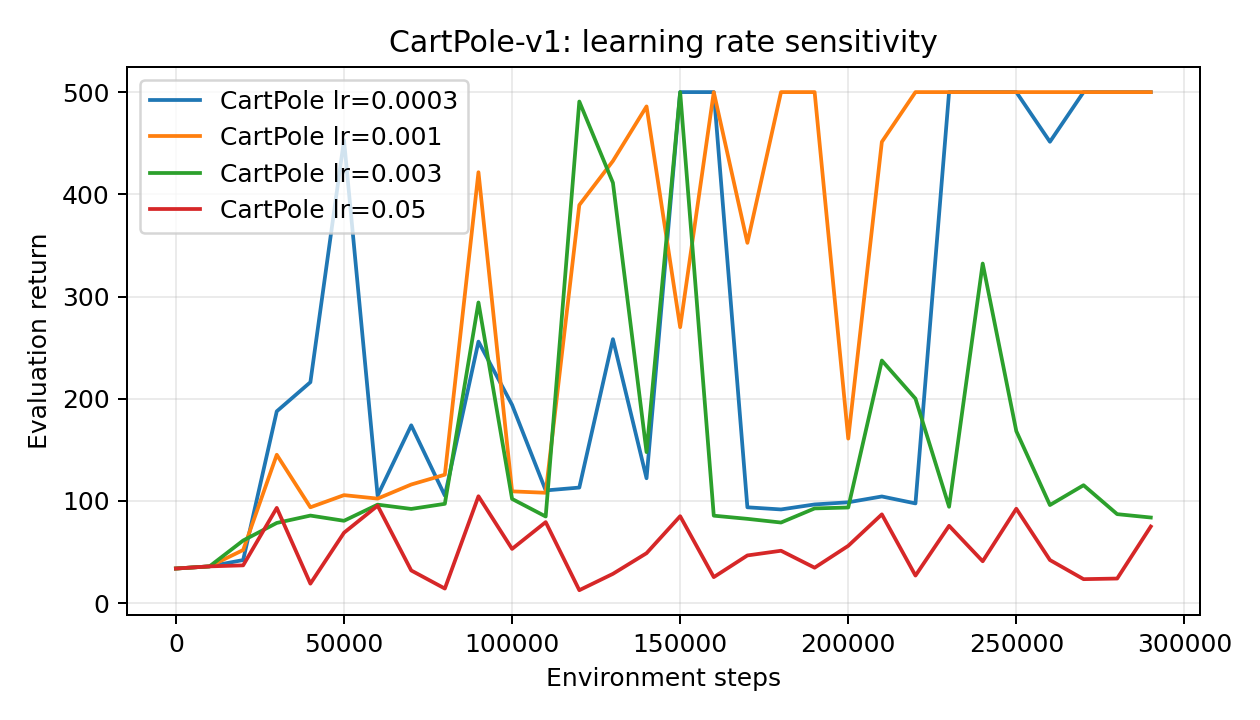 CartPole-v1: learning rate sensitivity
CartPole lr=0.0003
CartPole lr=0.001
CartPole lr=0.003
CartPole lr=0.05
Evaluation return
500
400
300
200
100
0
0 50000 100000 150000 200000 250000 300000
Environment steps